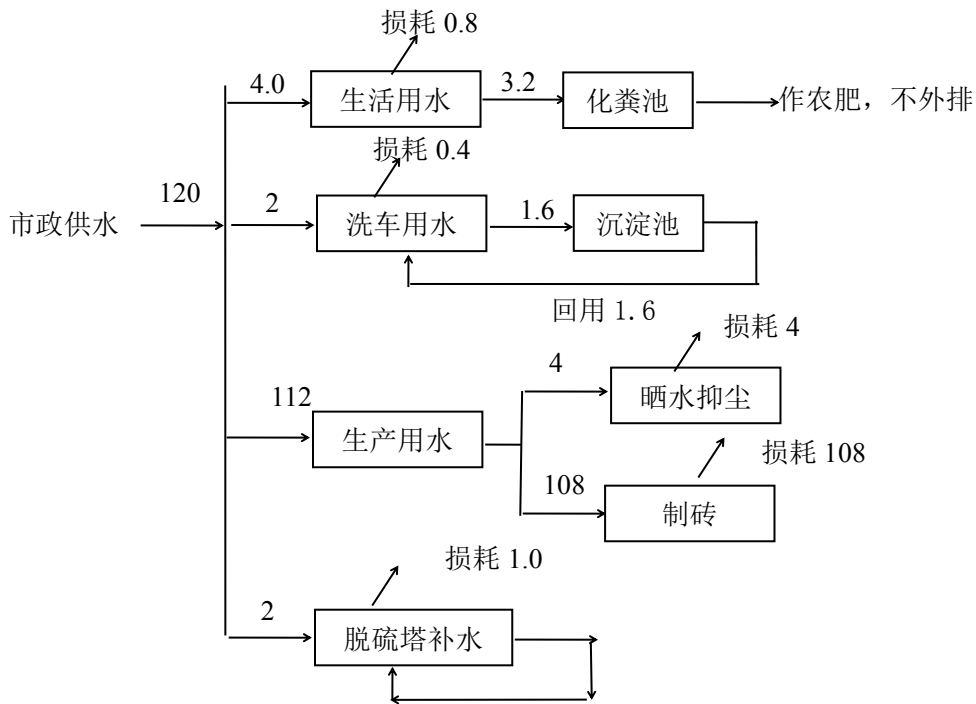 损耗 0.8
4.0
生活用水
3.2
化粪池
作农肥，不外排
损耗 0.4
市政供水
120
2
洗车用水
1.6
沉淀池
回用 1.6
损耗 4
4
晒水抑尘
112
生产用水
损耗 108
108
制砖
损耗 1.0
2
脱硫塔补水